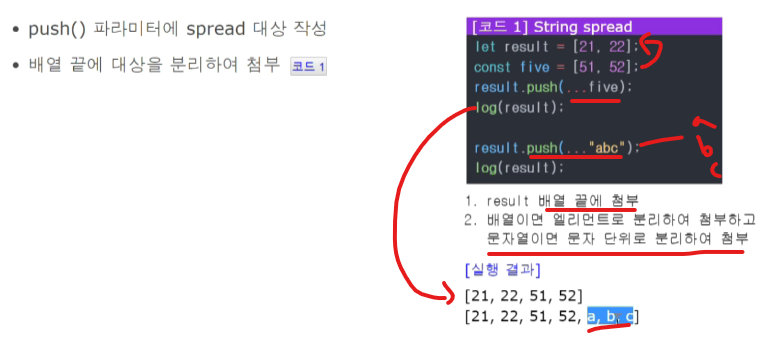 • push() 파라미터에 spread 대상 작성
• 배열 끝에 대상을 분리하여 첨부 코드 1
[코드 1] String spread
let result = [21, 22];
const five = [51, 52];
result.push(...five);
log(result);
result.push(..."abc");
log(result);
a
b
c
1. result 배열 끝에 첨부
2. 배열이면 엘리먼트로 분리하여 첨부하고
문자열이면 문자 단위로 분리하여 첨부
[실행 결과]
[21, 22, 51, 52]
[21, 22, 51, 52, a, b, c]